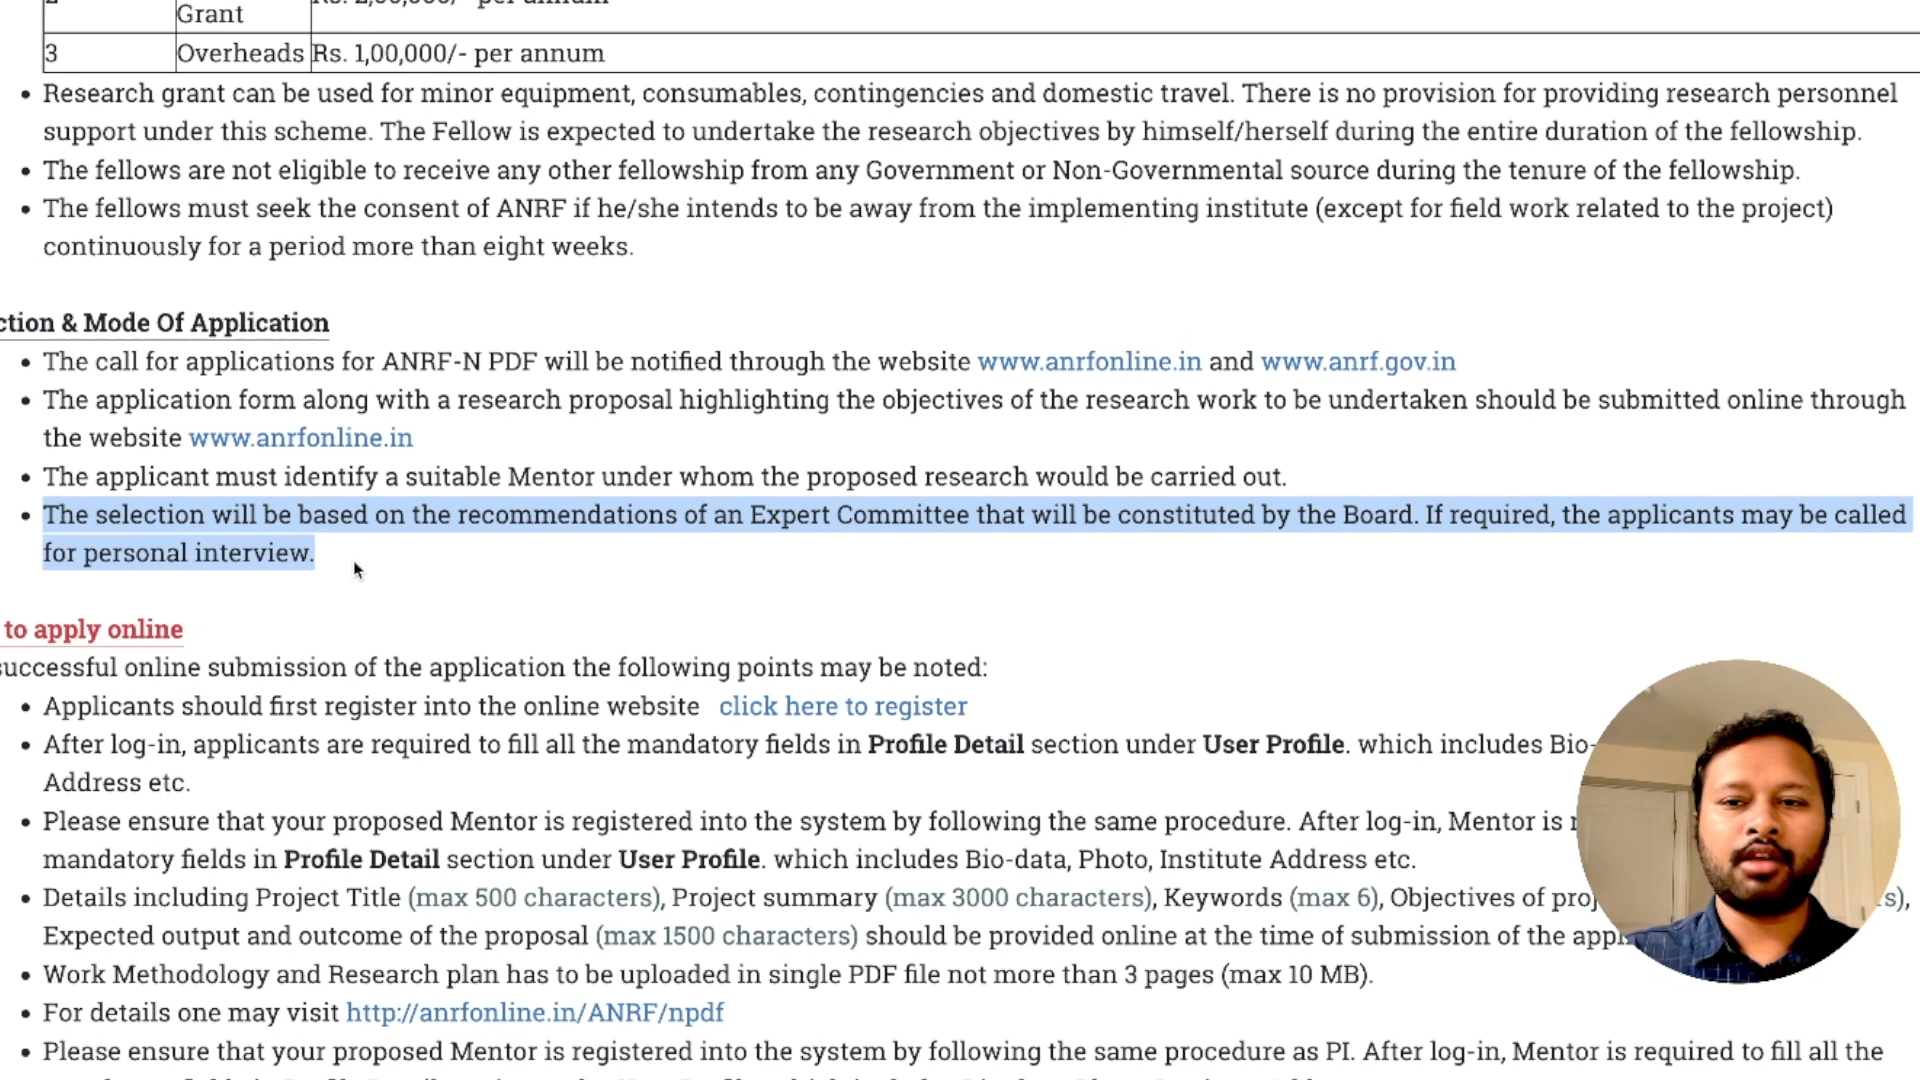 Grant
3 Overheads Rs. 1,00,000/- per annum
• Research grant can be used for minor equipment, consumables, contingencies and domestic travel. There is no provision for providing research personnel
support under this scheme. The Fellow is expected to undertake the research objectives by himself/herself during the entire duration of the fellowship.
• The fellows are not eligible to receive any other fellowship from any Government or Non-Governmental source during the tenure of the fellowship.
• The fellows must seek the consent of ANRF if he/she intends to be away from the implementing institute (except for field work related to the project)
continuously for a period more than eight weeks.
ction & Mode Of Application
• The call for applications for ANRF-N PDF will be notified through the website www.anrfonline.in and www.anrf.gov.in
• The application form along with a research proposal highlighting the objectives of the research work to be undertaken should be submitted online through
the website www.anrfonline.in
• The applicant must identify a suitable Mentor under whom the proposed research would be carried out.
• The selection will be based on the recommendations of an Expert Committee that will be constituted by the Board. If required, the applicants may be called
for personal interview.
to apply online
successful online submission of the application the following points may be noted:
• Applicants should first register into the online website click here to register
• After log-in, applicants are required to fill all the mandatory fields in Profile Detail section under User Profile. which includes Bio-
Address etc.
• Please ensure that your proposed Mentor is registered into the system by following the same procedure. After log-in, Mentor is
mandatory fields in Profile Detail section under User Profile. which includes Bio-data, Photo, Institute Address etc.
• Details including Project Title (max 500 characters), Project summary (max 3000 characters), Keywords (max 6), Objectives of proj s),
Expected output and outcome of the proposal (max 1500 characters) should be provided online at the time of submission of the appl
• Work Methodology and Research plan has to be uploaded in single PDF file not more than 3 pages (max 10 MB).
• For details one may visit http://anrfonline.in/ANRF/npdf
• Please ensure that your proposed Mentor is registered into the system by following the same procedure as PI. After log-in, Mentor is required to fill all the